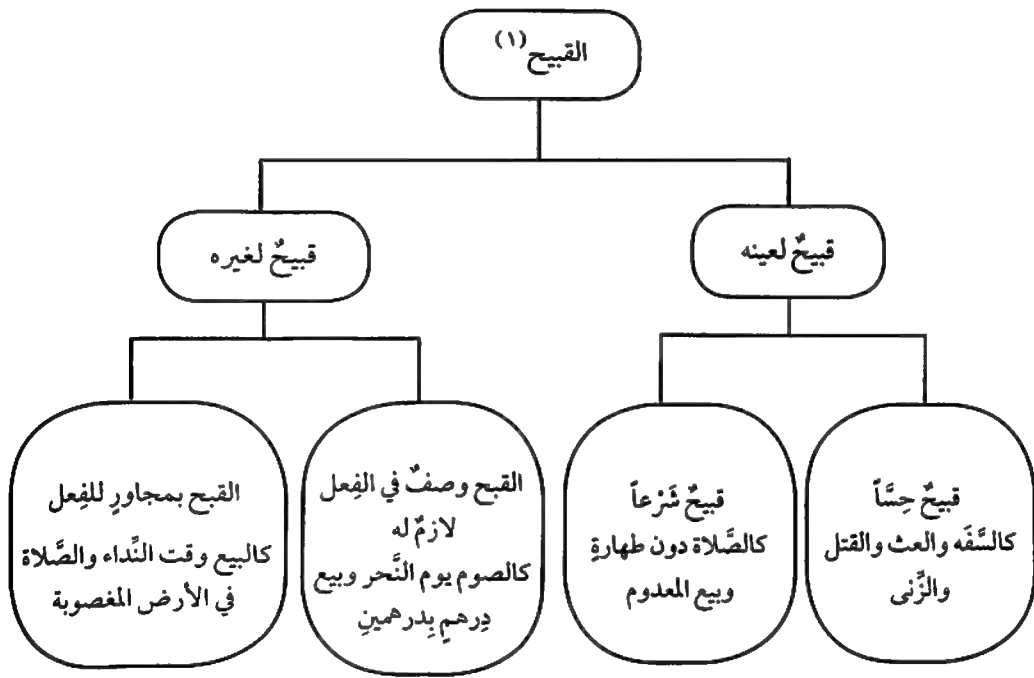 القبيح (١)
قبيحٌ لعينه
قبيحٌ لغيره
قبيحٌ حِسَّاً
كالسَّفَه والعث والقتل
والزِّنى
قبيحٌ شَرْعاً
كالصَّلاة دون طهارةٍ
وبيع المعدوم
القبح وصفٌ في الفِعل
لازمٌ له
كالصوم يوم النَّحر وبيع
دِرهمٍ بِدرهمينِ
القبح بمجاورٍ للفِعل
كالبيع وقت النِّداء والصَّلاة
في الأرض المغصوبة